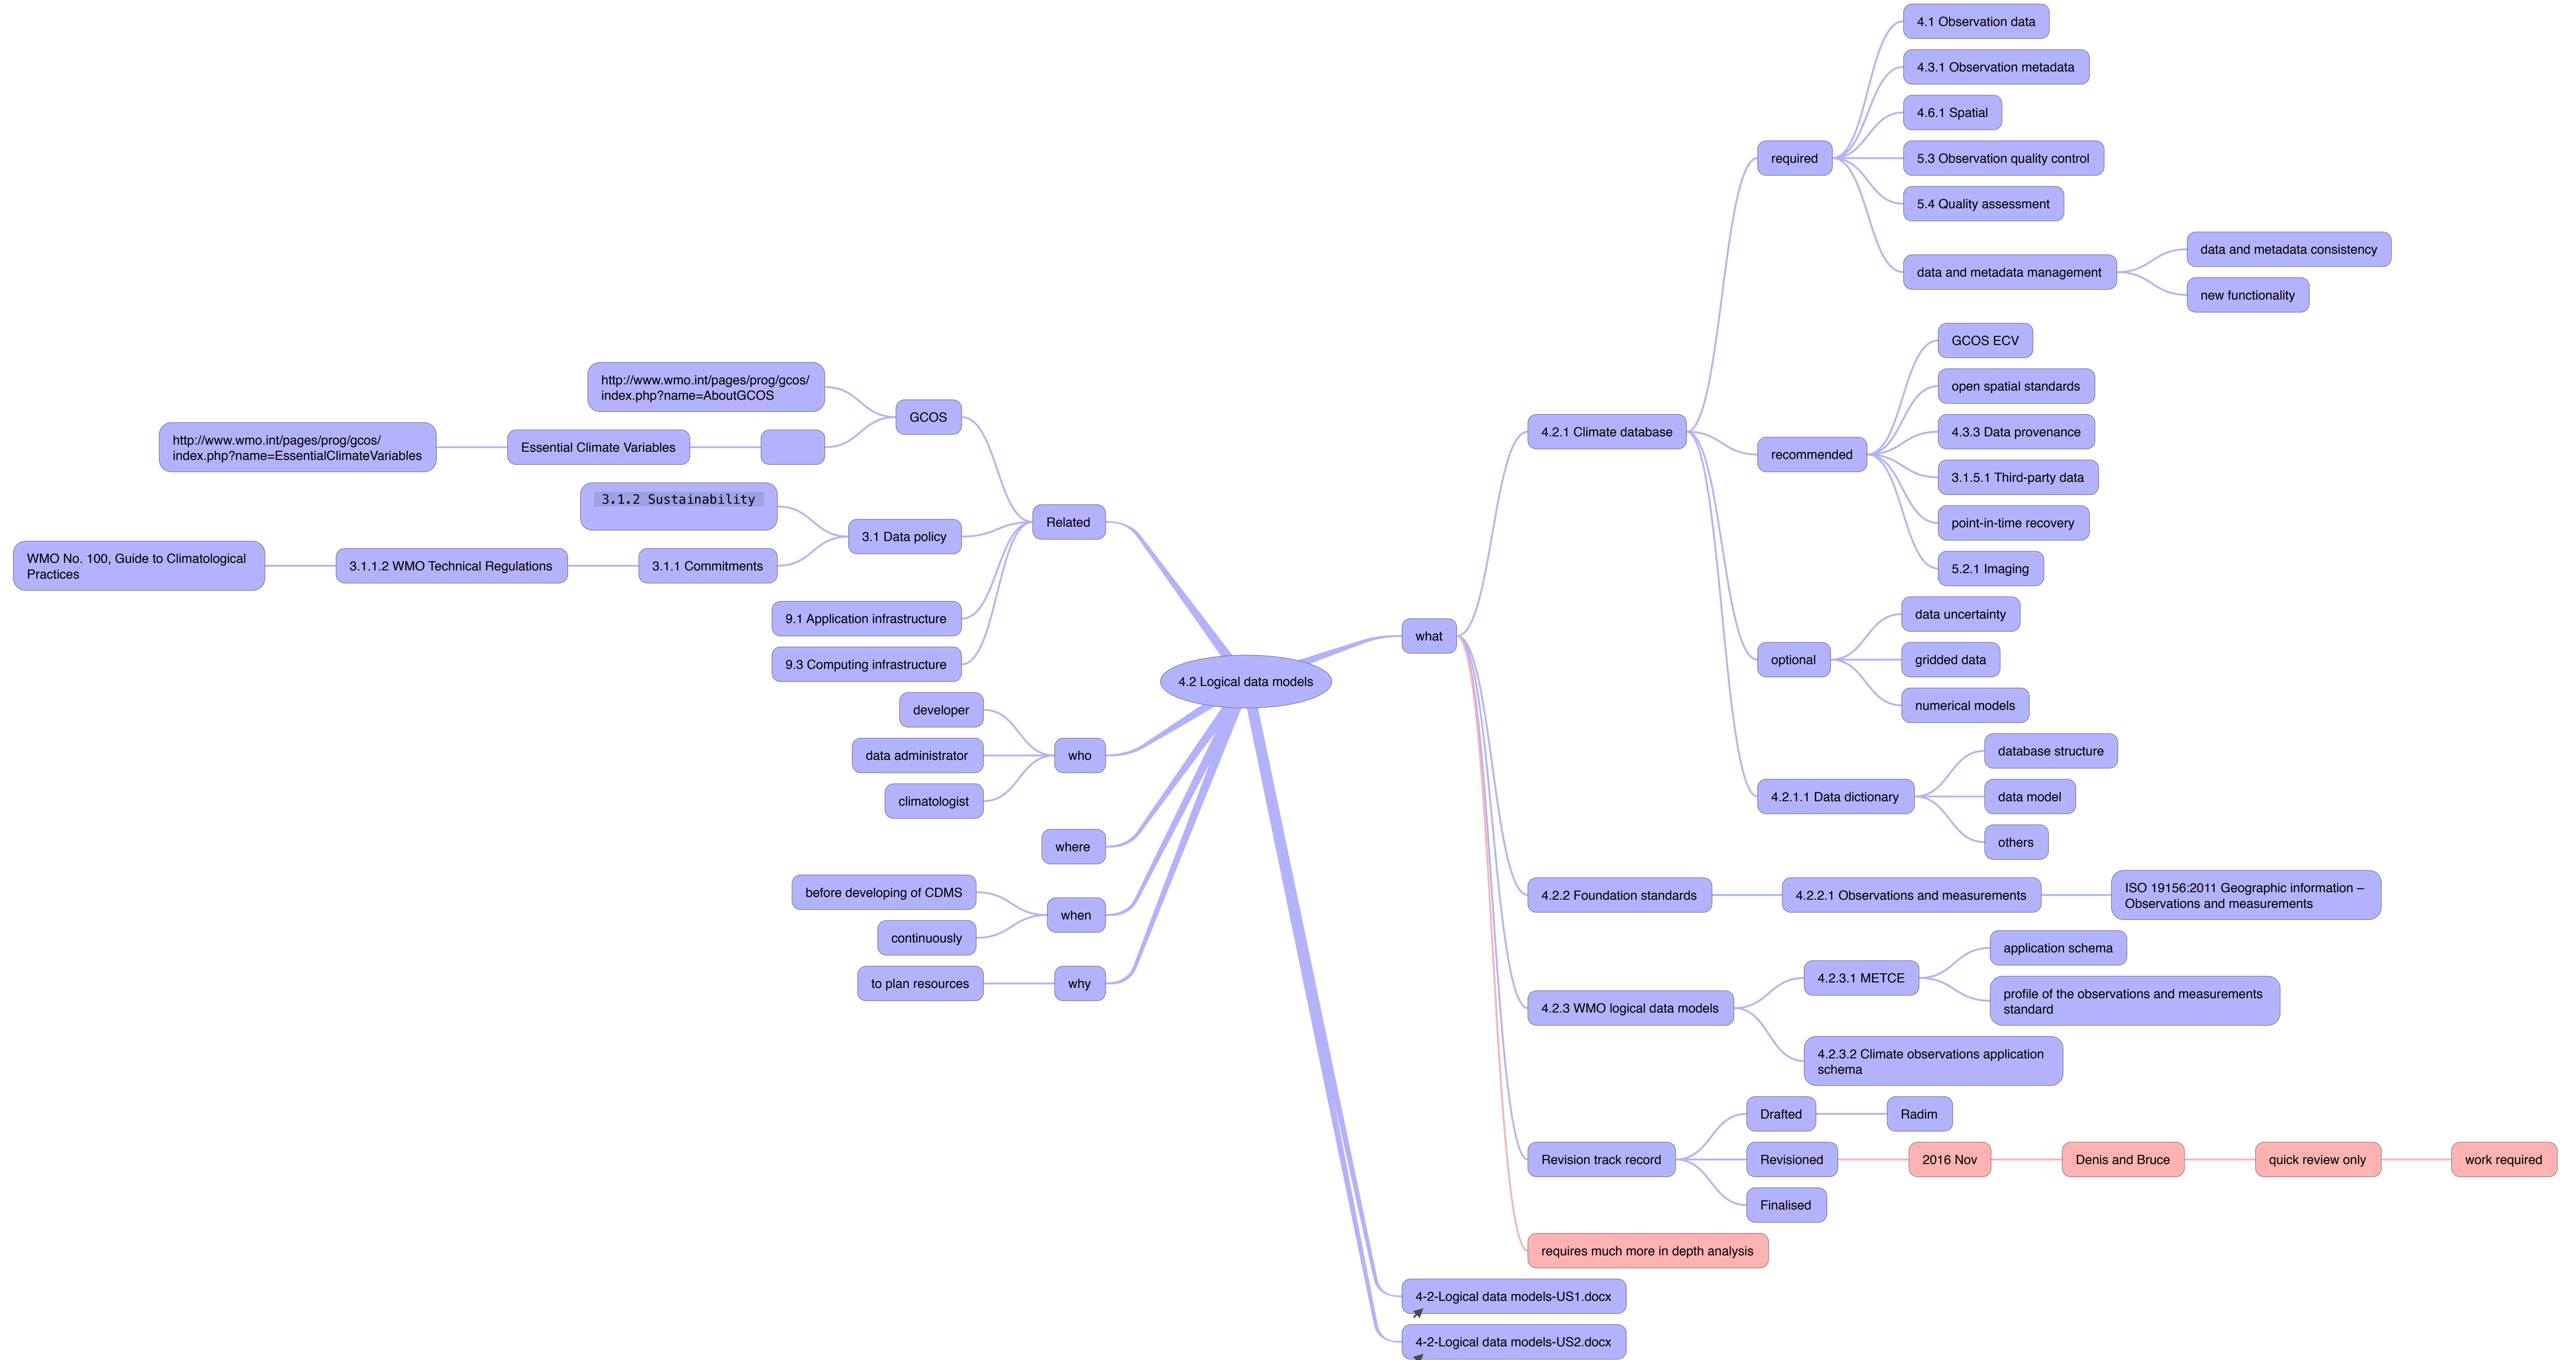 4.2 Logical data models
what
4.2.1 Climate database
required
4.1 Observation data
4.3.1 Observation metadata
4.6.1 Spatial
5.3 Observation quality control
5.4 Quality assessment
data and metadata management
data and metadata consistency
new functionality
recommended
GCOS ECV
open spatial standards
4.3.3 Data provenance
3.1.5.1 Third-party data
point-in-time recovery
5.2.1 Imaging
optional
data uncertainty
gridded data
numerical models
4.2.1.1 Data dictionary
database structure
data model
others
4.2.2 Foundation standards
4.2.2.1 Observations and measurements
ISO 19156:2011 Geographic information –
Observations and measurements
4.2.3 WMO logical data models
4.2.3.1 METCE
application schema
profile of the observations and measurements
standard
4.2.3.2 Climate observations application
schema
Revision track record
Drafted
Radim
Revisioned
2016 Nov
Denis and Bruce
quick review only
work required
Finalised
requires much more in depth analysis
4-2-Logical data models-US1.docx
4-2-Logical data models-US2.docx
Related
GCOS
http://www.wmo.int/pages/prog/gcos/
index.php?name=AboutGCOS
Essential Climate Variables
http://www.wmo.int/pages/prog/gcos/
index.php?name=EssentialClimateVariables
3.1 Data policy
3.1.2 Sustainability
3.1.1 Commitments
3.1.1.2 WMO Technical Regulations
WMO No. 100, Guide to Climatological
Practices
9.1 Application infrastructure
9.3 Computing infrastructure
who
developer
data administrator
climatologist
where
when
before developing of CDMS
continuously
why
to plan resources